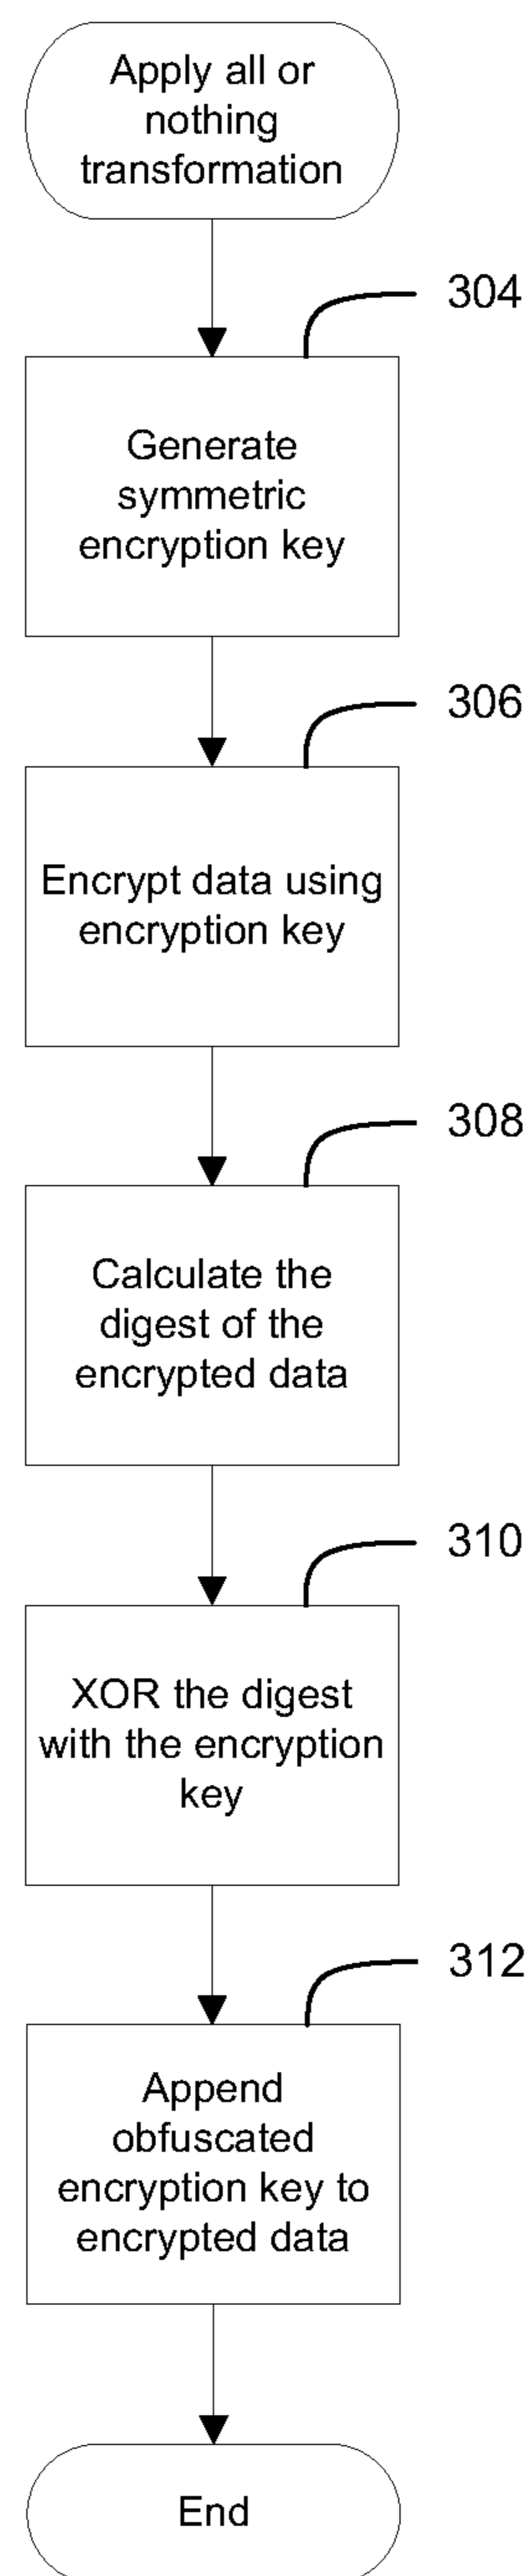 Apply all or
nothing
transformation
304
Generate
symmetric
encryption key
306
Encrypt data using
encryption key
308
Calculate the
digest of the
encrypted data
310
XOR the digest
with the encryption
key
312
Append
obfuscated
encryption key to
encrypted data
End